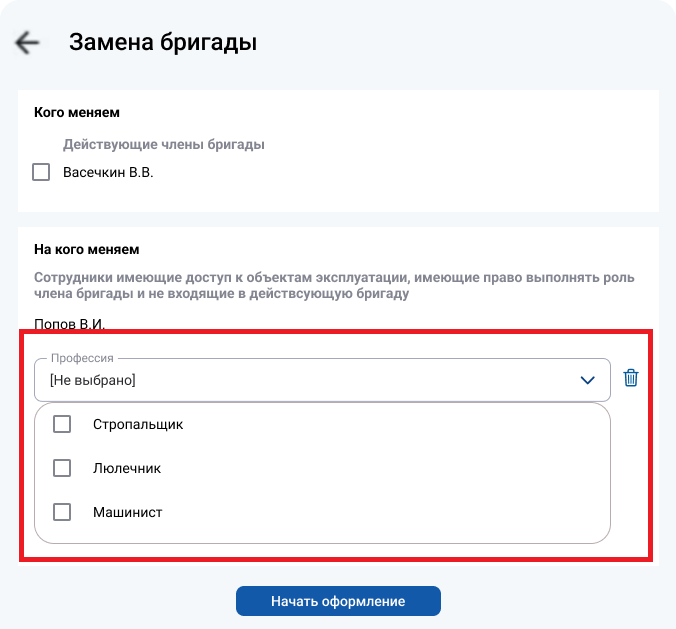 Замена бригады
Кого меняем
Действующие члены бригады
Васечкин В.В.
На кого меняем
Сотрудники имеющие доступ к объектам эксплуатации, имеющие право выполнять роль
члена бригады и не входящие в действсующую бригаду
Попов В.И.
Профессия
[Не выбрано]
Стропальщик
Люлечник
Машинист
Начать оформление